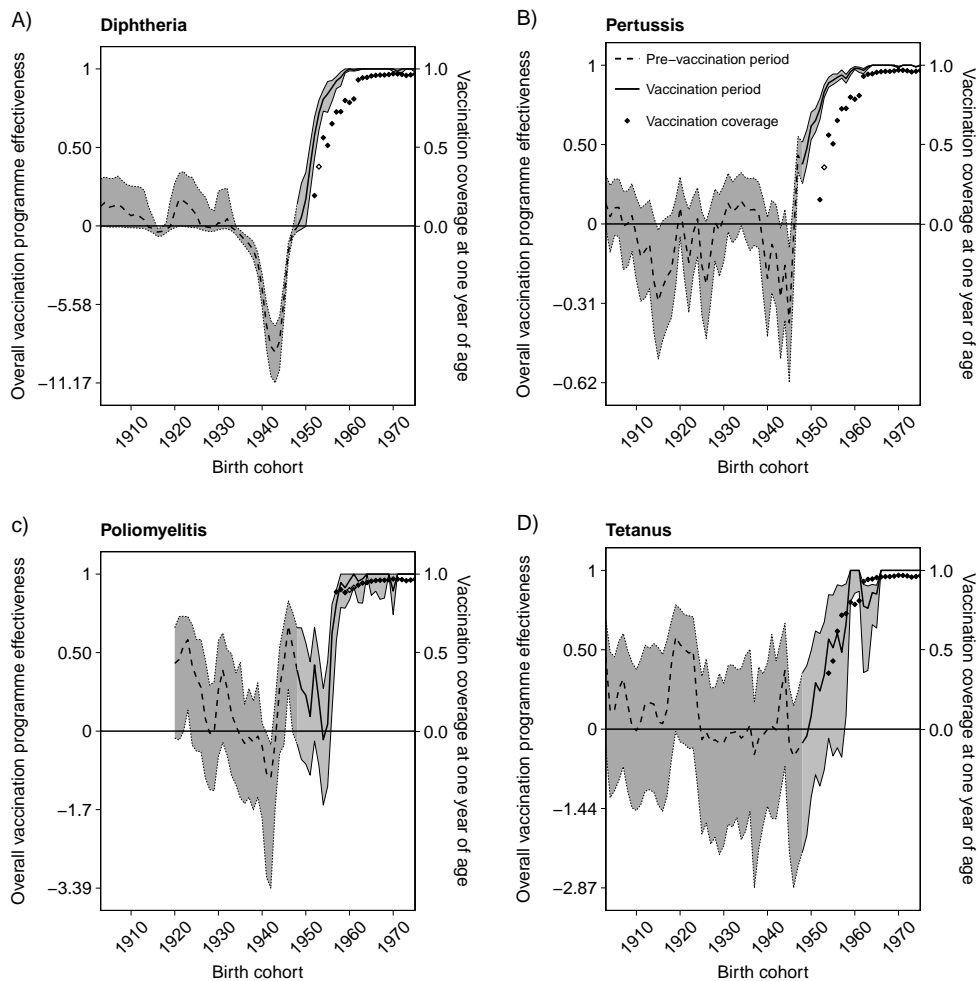 A)
Diphtheria
Overall vaccination programme effectiveness
1
0.50
0
−5.58
−11.17
1.0
0.5
0.0
Vaccination coverage at one year of age
1910
1920
1930
1940
1950
1960
1970
Birth cohort
B)
Pertussis
Overall vaccination programme effectiveness
1
0.50
0
−0.31
−0.62
Pre−vaccination period
Vaccination period
Vaccination coverage
1.0
0.5
0.0
Vaccination coverage at one year of age
1910
1920
1930
1940
1950
1960
1970
Birth cohort
c)
Poliomyelitis
Overall vaccination programme effectiveness
1
0.50
0
−1.7
−3.39
1.0
0.5
0.0
Vaccination coverage at one year of age
1910
1920
1930
1940
1950
1960
1970
Birth cohort
D)
Tetanus
Overall vaccination programme effectiveness
1
0.50
0
−1.44
−2.87
1.0
0.5
0.0
Vaccination coverage at one year of age
1910
1920
1930
1940
1950
1960
1970
Birth cohort